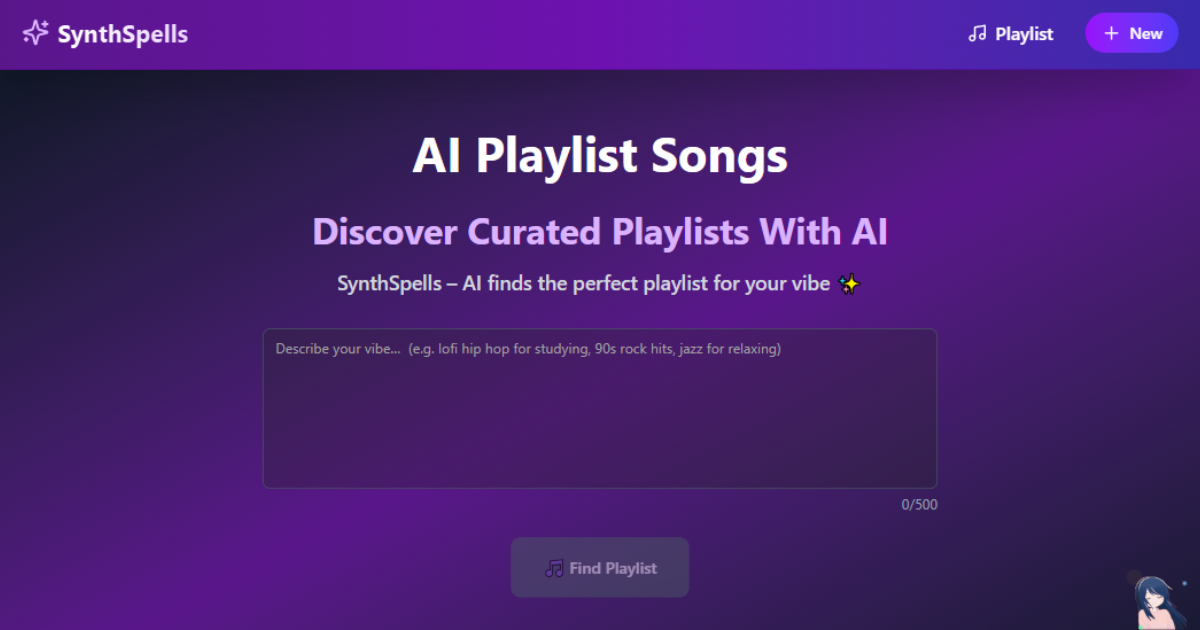 SynthSpells
Playlist
New
AI Playlist Songs
Discover Curated Playlists With AI
SynthSpells – AI finds the perfect playlist for your vibe ✨
Describe your vibe... (e.g. lofi hip hop for studying, 90s rock hits, jazz for relaxing)
0/500
Find Playlist